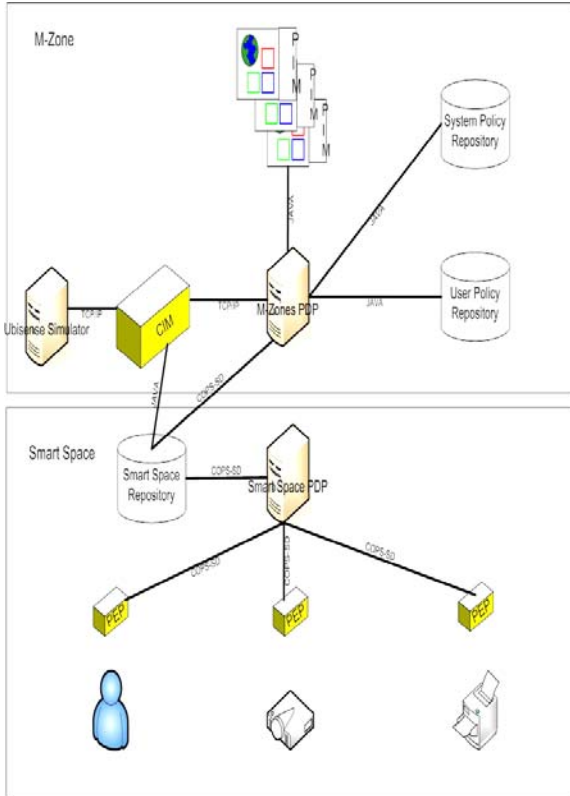 M-Zone
P
I
M
P
I
M
P
I
M
System Policy
Repository
JAVA
JAVA
Ubisense Simulator
TCP-IP
CIM
TCP-IP
M-Zones PDP
JAVA
User Policy
Repository
JAVA
COPS-SD
Smart Space
Smart Space
Repository
COPS-SD
Smart Space PDP
COPS-SD
COPS-SD
COPS-SD
PEP
PEP
PEP